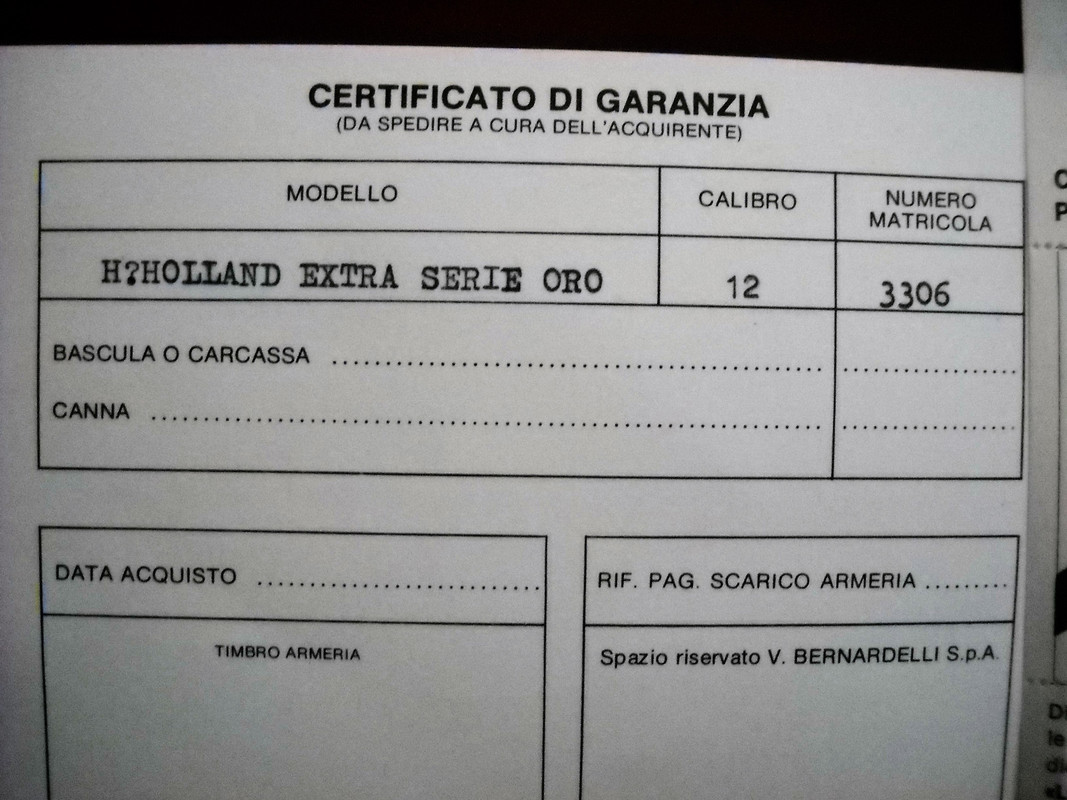 CERTIFICATO DI GARANZIA
(DA SPEDIRE A CURA DELL'ACQUIRENTE)
MODELLO
CALIBRO
NUMERO
MATRICOLA
H?HOLLAND EXTRA SERIE ORO
12
3306
BASCULA O CARCASSA ........................................
CANNA ........................................
DATA ACQUISTO ......................
RIF. PAG. SCARICO ARMERIA ........
TIMBRO ARMERIA
Spazio riservato V. BERNARDELLI S.p.A.